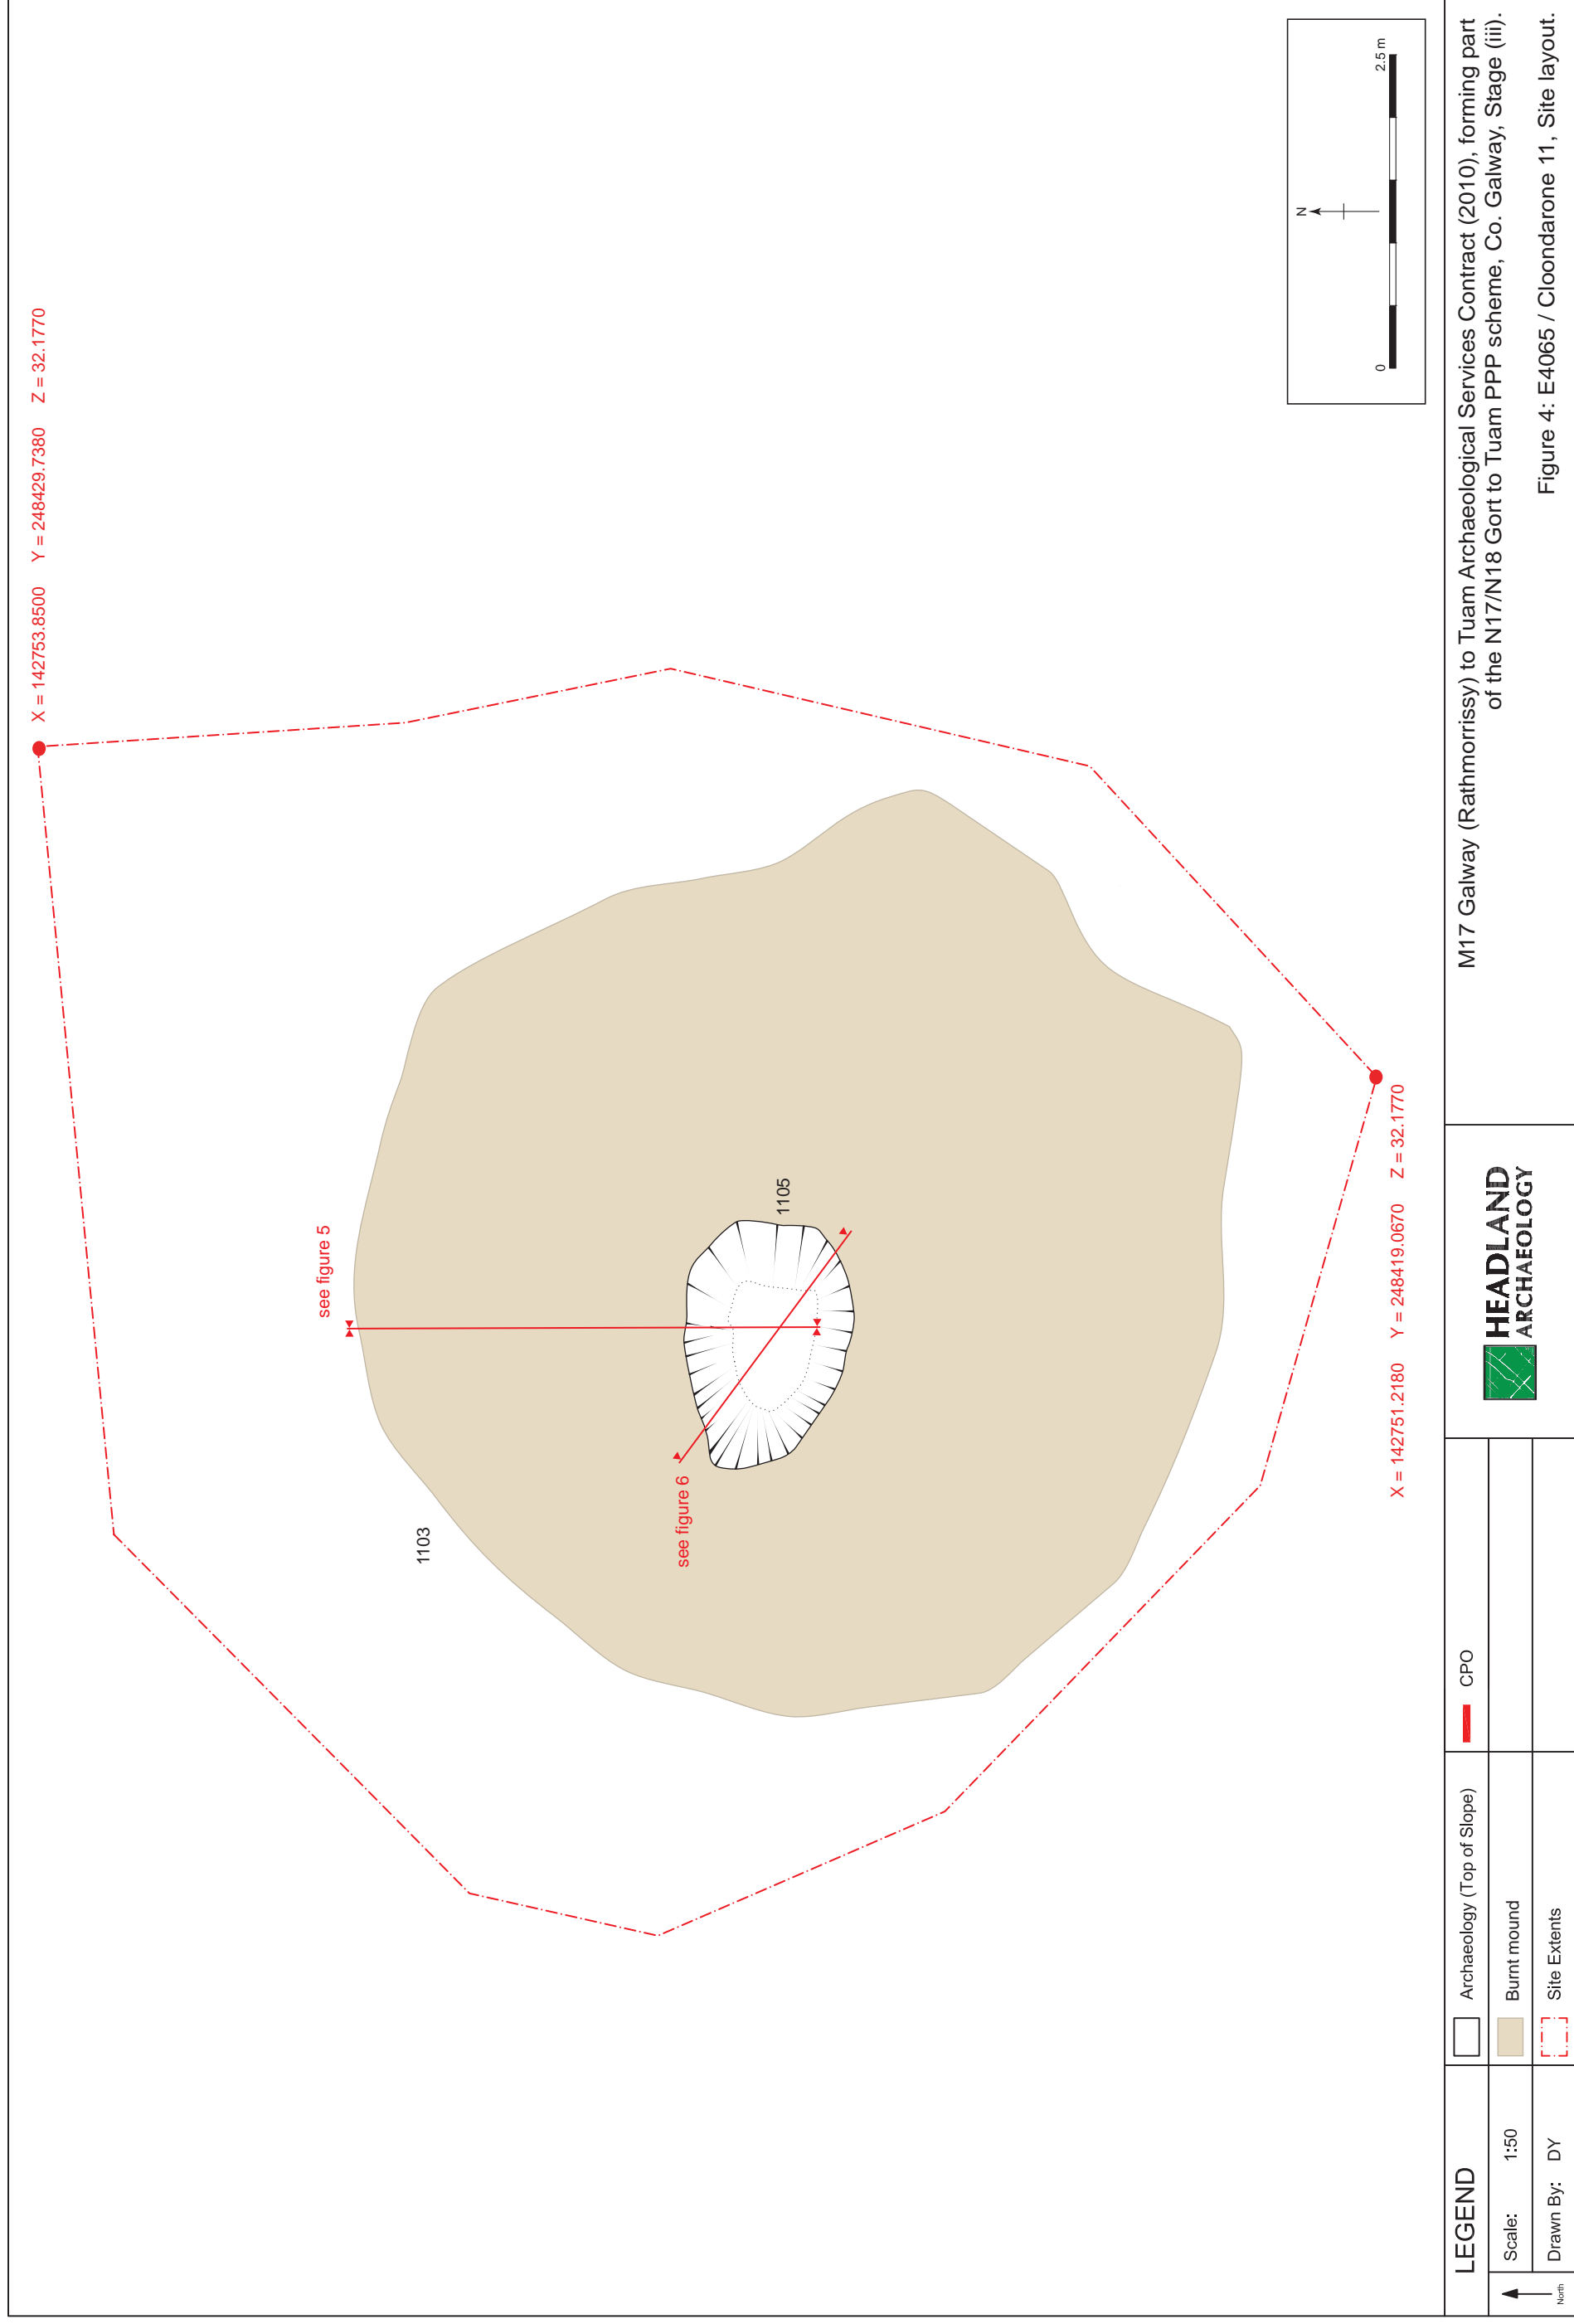 X = 142753.8500 Y = 248429.7380 Z = 32.1770
see figure 5
1103
see figure 6
1105
X = 142751.2180 Y = 248419.0670 Z = 32.1770
N
0 2.5 m
LEGEND
Scale: 1:50
Drawn By: DY
North
Archaeology (Top of Slope)
Burnt mound
Site Extents
CPO
HEADLAND
ARCHAEOLOGY
M17 Galway (Rathmorrissy) to Tuam Archaeological Services Contract (2010), forming part
of the N17/N18 Gort to Tuam PPP scheme, Co. Galway, Stage (iii).
Figure 4: E4065 / Cloondarone 11, Site layout.